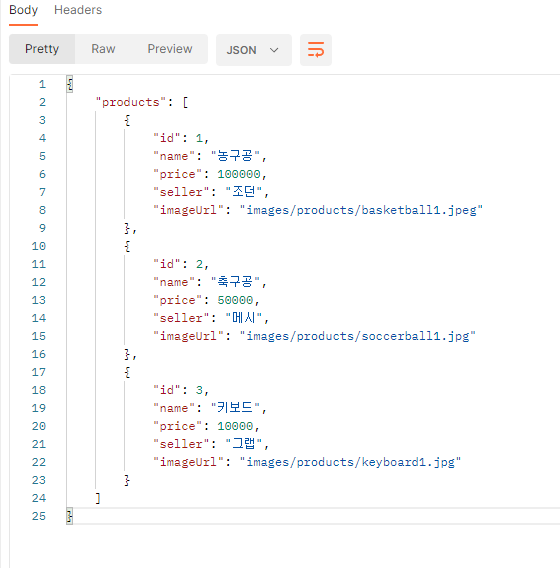 Body Headers
Pretty Raw Preview JSON
1 {
2 "products": [
3 {
4 "id": 1,
5 "name": "농구공",
6 "price": 100000,
7 "seller": "조던",
8 "imageUrl": "images/products/basketball1.jpeg"
9 },
10 {
11 "id": 2,
12 "name": "축구공",
13 "price": 50000,
14 "seller": "메시",
15 "imageUrl": "images/products/soccerball1.jpg"
16 },
17 {
18 "id": 3,
19 "name": "키보드",
20 "price": 10000,
21 "seller": "그랩",
22 "imageUrl": "images/products/keyboard1.jpg"
23 }
24 ]
25 }